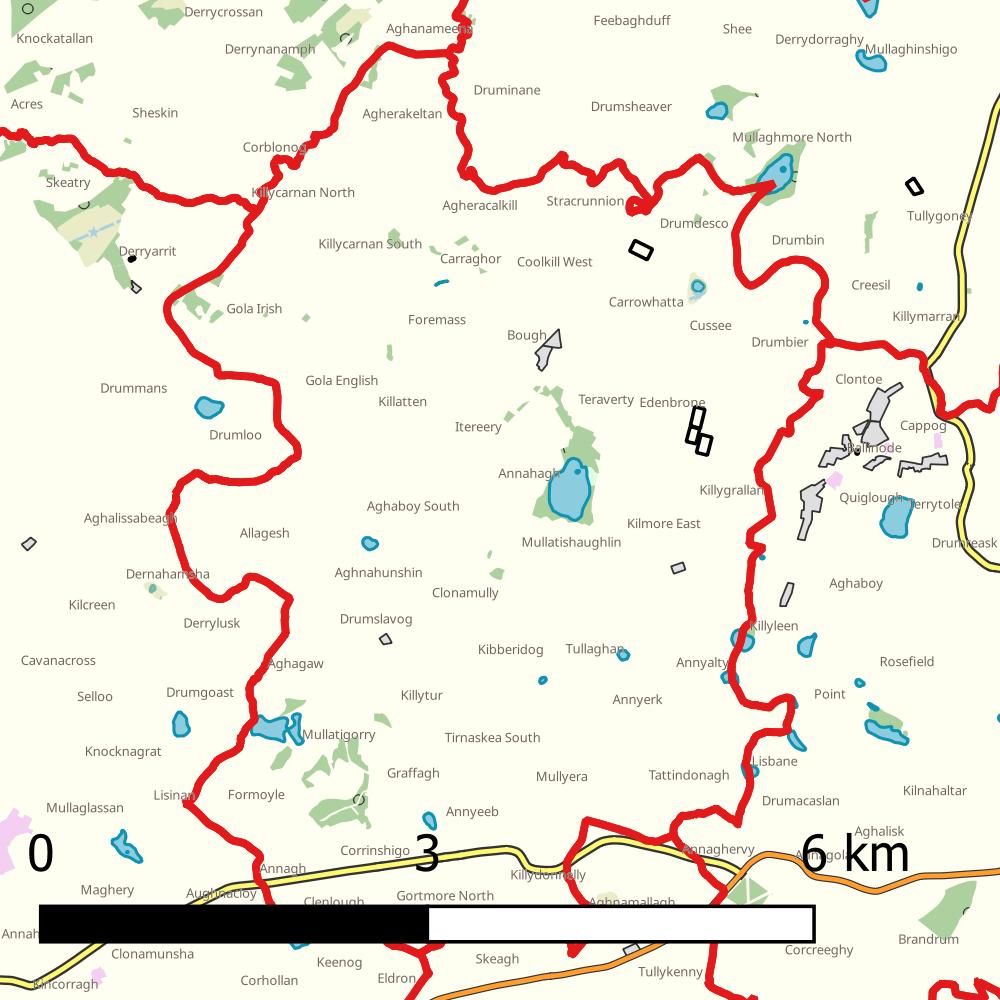 Derrycrossan
Feebaghduff
Aghanameena
Shee
Knockatallan
Derrynanamph
Derrydorraghy
Mullaghinshigo
Druminane
Acres
Sheskin
Agherakeltan
Drumsheaver
Mullaghmore North
Corblonog
Skeatry
Killycarnan North
Agheracalkill
Stracrunnion
Drumdesco
Tullygoney
Killycarnan South
Derryarrit
Carraghor
Coolkill West
Drumbin
Creesil
Gola Irish
Carrowhatta
Foremass
Cussee
Killymarran
Bough
Drumbier
Drummans
Gola English
Clontoe
Killatten
Teraverty
Edenbrone
Drumloo
Itereery
Cappog
Ballinode
Annahagh
Killygrallan
Aghalissabeagh
Aghaboy South
Quiglough
Derrytole
Allagesh
Kilmore East
Mullatishaughlin
Drumreask
Dernahamsha
Aghnahunshin
Clonamully
Aghaboy
Kilcreen
Derrylusk
Drumslavog
Killyleen
Cavanacross
Aghagaw
Kibberidog
Tullaghan
Annyalty
Rosefield
Selloo
Drumgoast
Killytur
Annyerk
Point
Knocknagrat
Mullatigorry
Tirnaskea South
Lisbane
Graffagh
Mullyera
Tattindonagh
Mullaglassan
Lisinan
Formoyle
Annyeeb
Drumacaslan
Kilnahaltar
Aghalisk
Corrinshigo
Annaghervy
Annagola
0
3
6 km
Annagh
Killydonnelly
Maghery
Aughnacloy
Clenlough
Gortmore North
Aghnamallagh
Annah
Clonamunsha
Keenog
Skeagh
Corcreeghy
Brandrum
Kincorragh
Corhollan
Eldron
Tullykenny